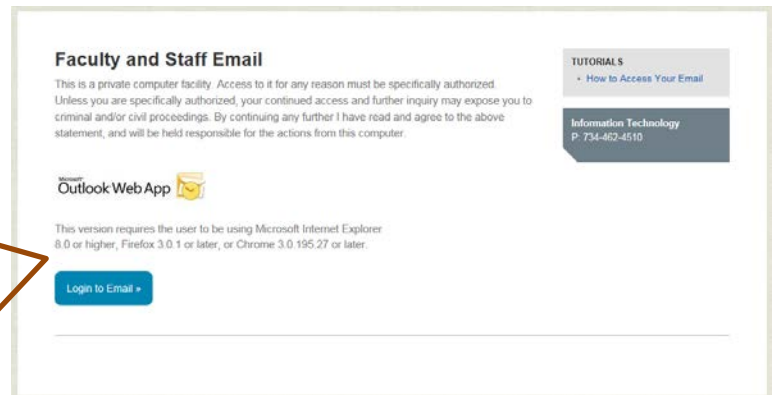 Faculty and Staff Email
This is a private computer facility. Access to it for any reason must be specifically authorized.
Unless you are specifically authorized, your continued access and further inquiry may expose you to
criminal and/or civil proceedings. By continuing any further I have read and agree to the above
statement, and will be held responsible for the actions from this computer.
Microsoft
Outlook Web App
This version requires the user to be using Microsoft Internet Explorer
8.0 or higher, Firefox 3.0.1 or later, or Chrome 3.0.195.27 or later.
Login to Email »
TUTORIALS
• How to Access Your Email
Information Technology
P: 734-462-4510